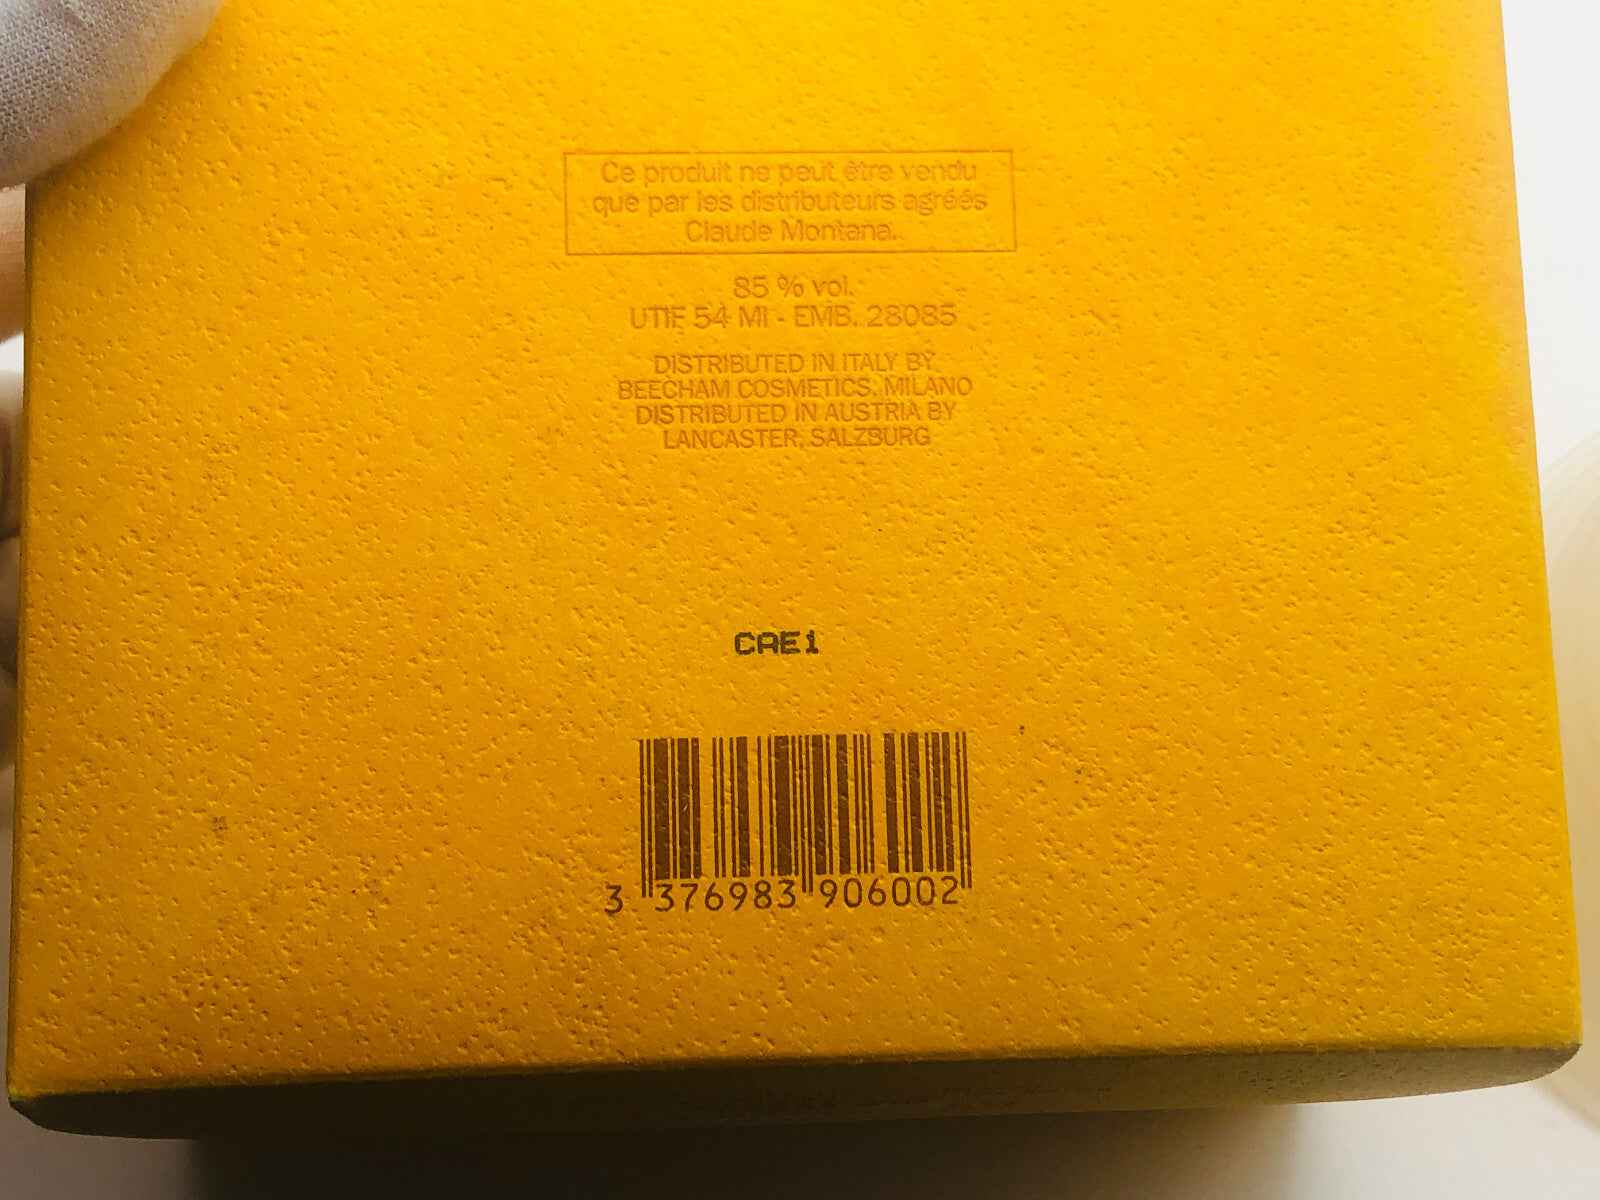 Ce produit ne peut être vendu
que par les distributeurs agréés
Claude Montana.
85 % vol.
UTIF 54 MI - EMB. 28085
DISTRIBUTED IN ITALY BY
BEECHAM COSMETICS, MILANO
DISTRIBUTED IN AUSTRIA BY
LANCASTER, SALZBURG
CAE1
3 376983 906002